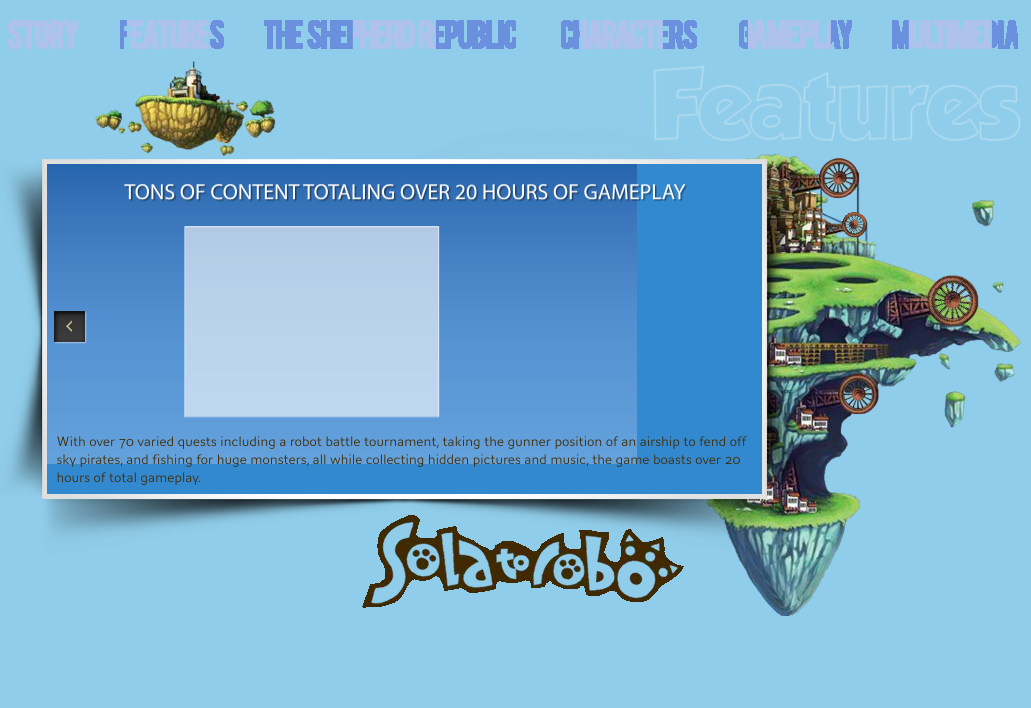 STORY FEATURES THE SHEPHERD REPUBLIC CHARACTERS GAMEPLAY MULTIMEDIA
Features
TONS OF CONTENT TOTALING OVER 20 HOURS OF GAMEPLAY
With over 70 varied quests including a robot battle tournament, taking the gunner position of an airship to fend off
sky pirates, and fishing for huge monsters, all while collecting hidden pictures and music, the game boasts over 20
hours of total gameplay.
Solatorobo